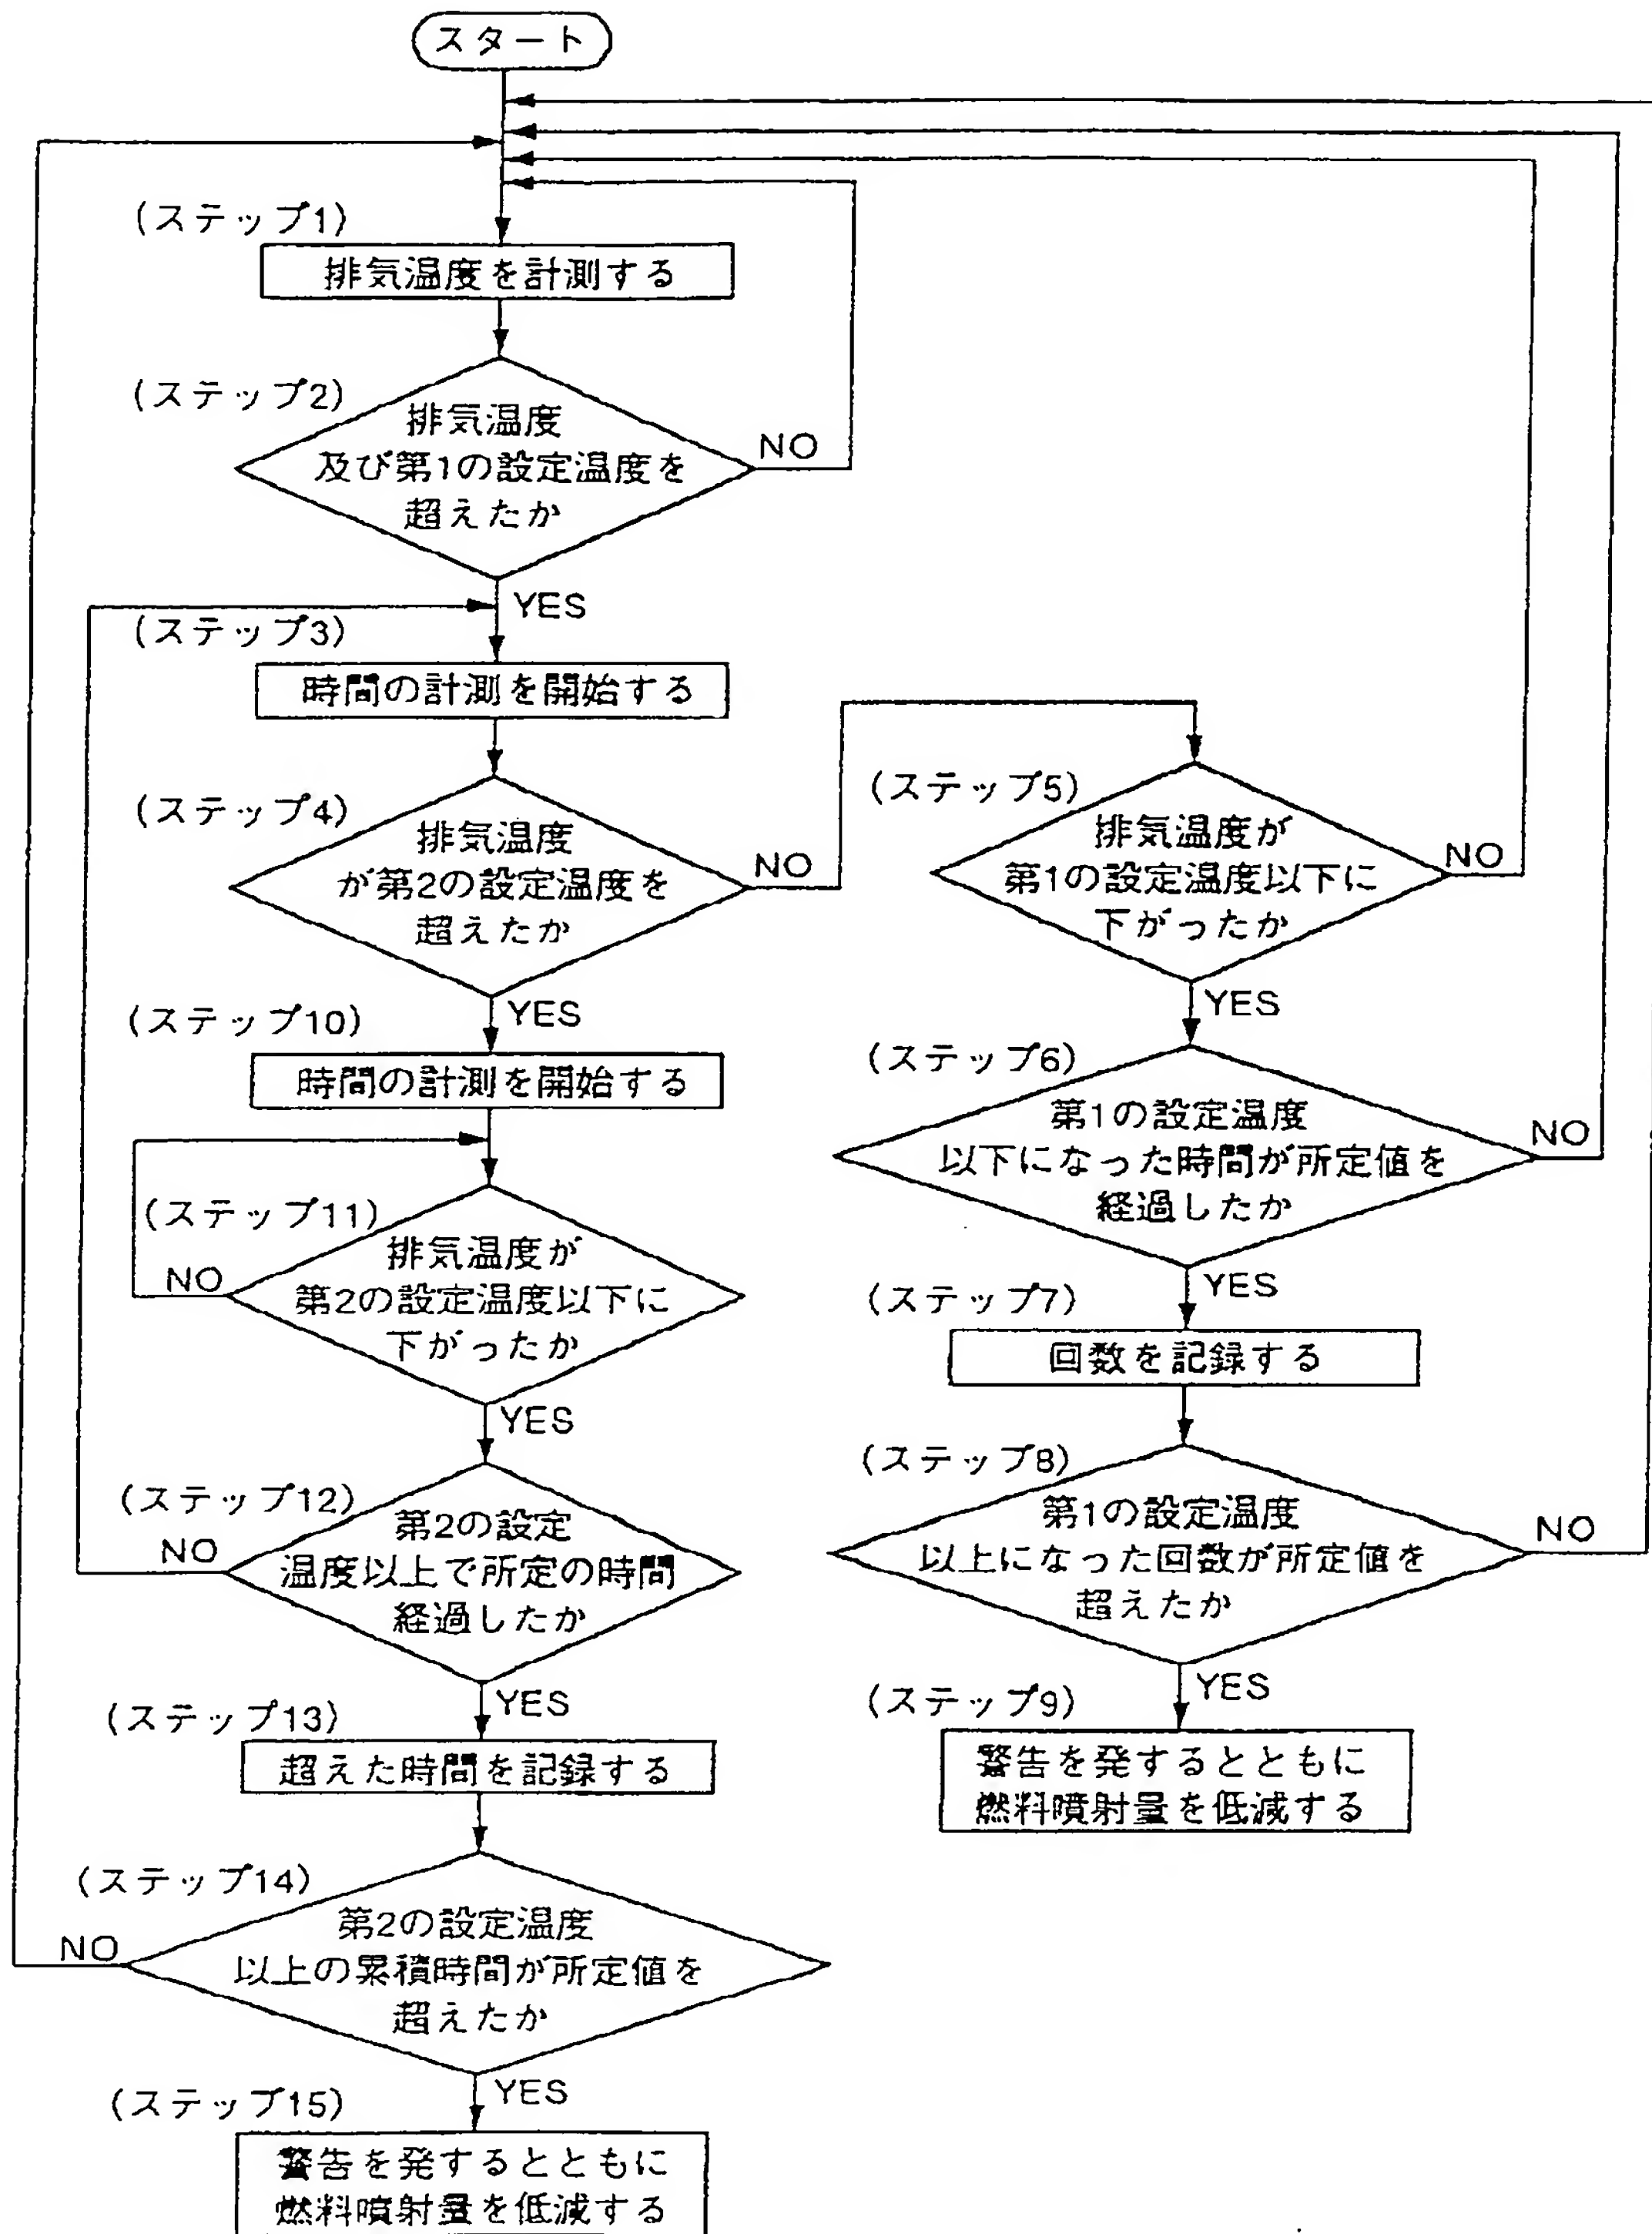 スタート
(ステップ1)
排気温度を計測する
(ステップ2)
排気温度
及び第1の設定温度を
超えたか
NO
YES
(ステップ3)
時間の計測を開始する
(ステップ4)
排気温度
が第2の設定温度を
超えたか
NO
YES
(ステップ5)
排気温度が
第1の設定温度以下に
下がったか
NO
YES
(ステップ6)
第1の設定温度
以下になった時間が所定値を
経過したか
NO
YES
(ステップ7)
回数を記録する
(ステップ8)
第1の設定温度
以上になった回数が所定値を
超えたか
NO
YES
(ステップ9)
警告を発するとともに
燃料噴射量を低減する
(ステップ10)
時間の計測を開始する
(ステップ11)
排気温度が
第2の設定温度以下に
下がったか
NO
YES
(ステップ12)
第2の設定
温度以上で所定の時間
経過したか
NO
YES
(ステップ13)
超えた時間を記録する
(ステップ14)
第2の設定温度
以上の累積時間が所定値を
超えたか
NO
YES
(ステップ15)
警告を発するとともに
燃料噴射量を低減する